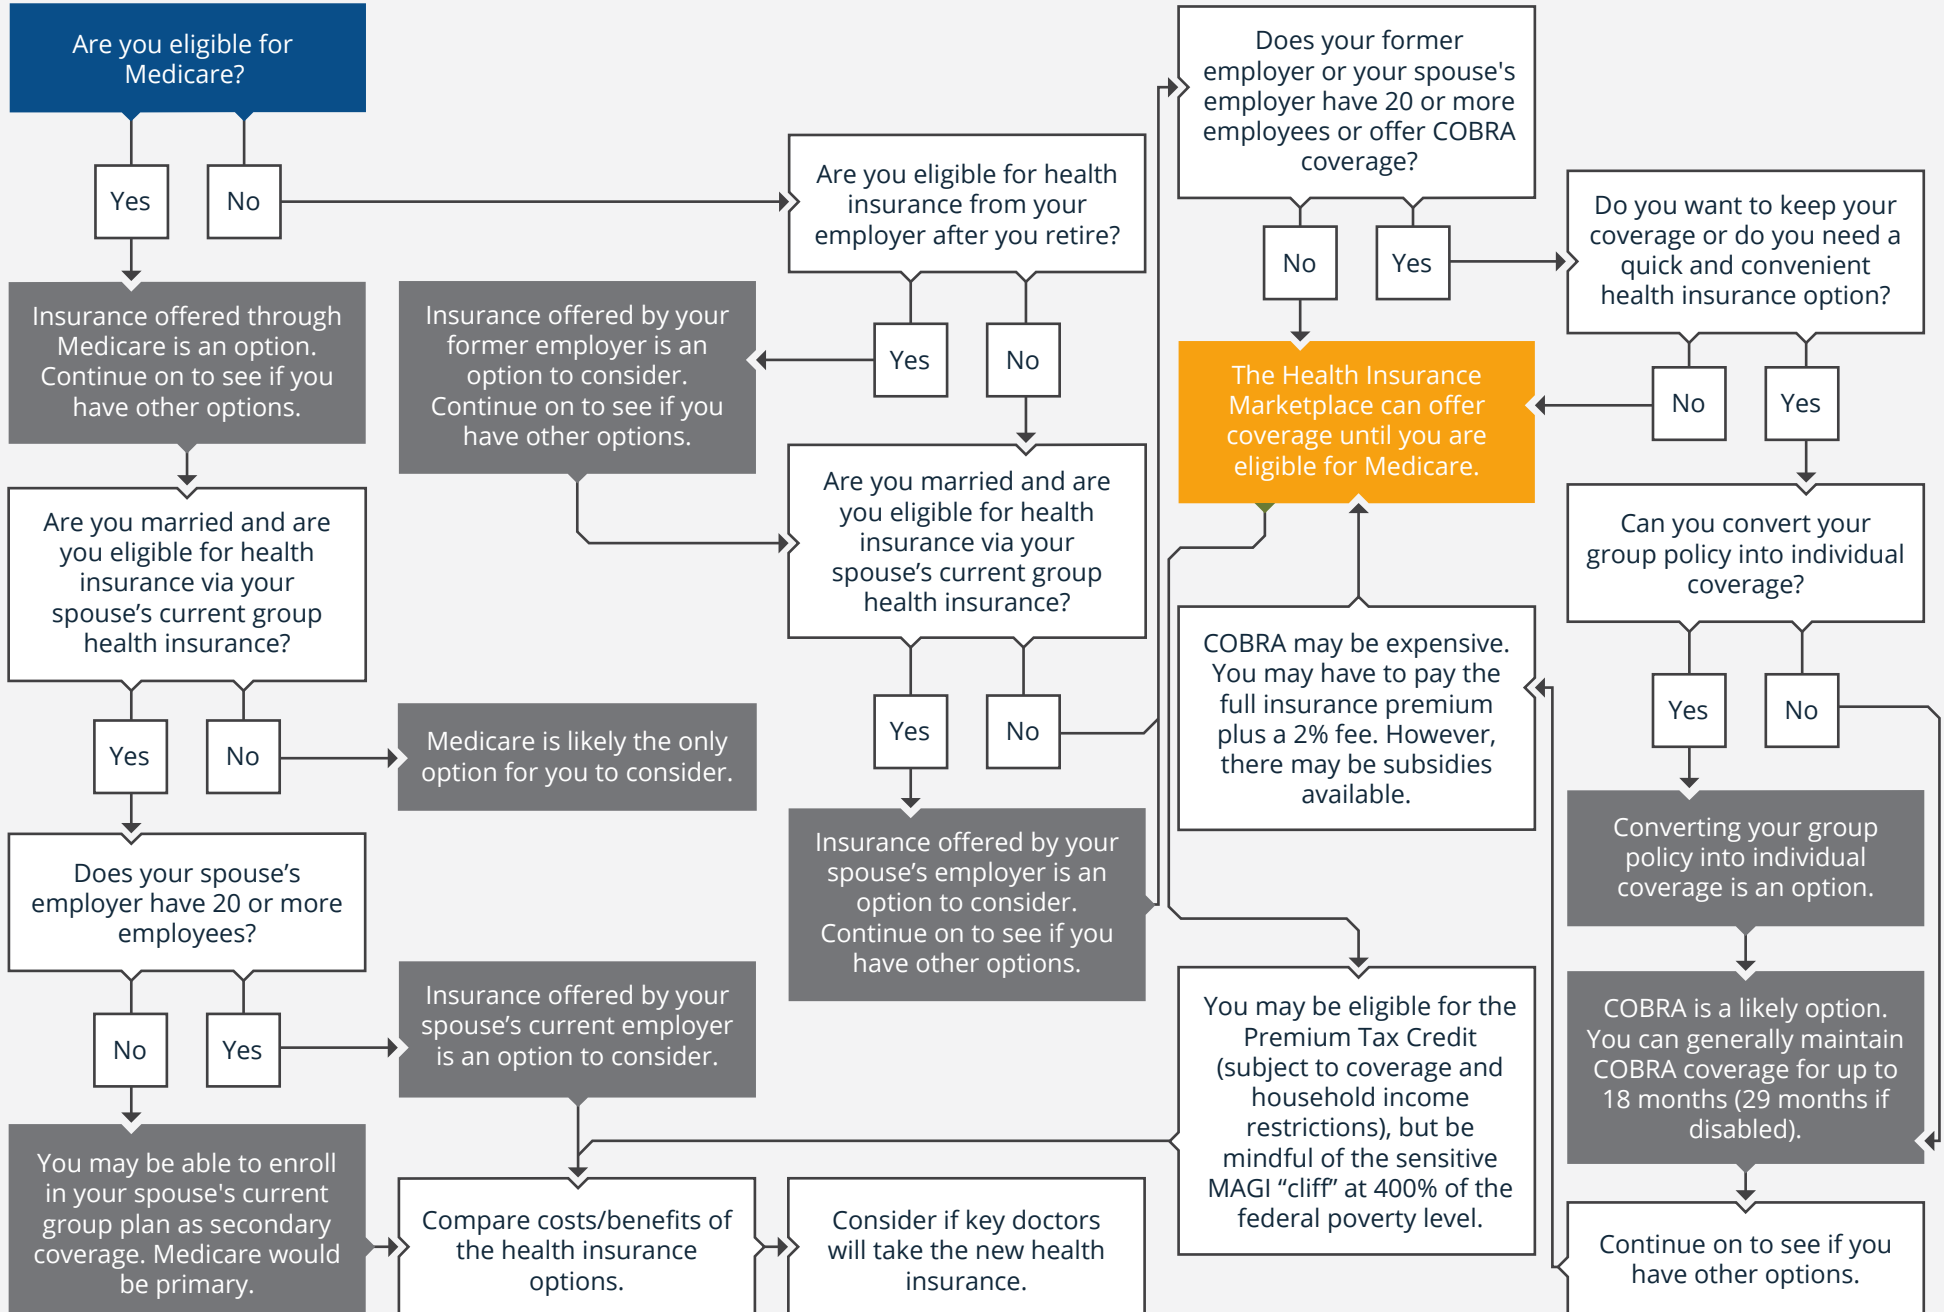 Are you eligible for
Medicare?
Yes
No
Insurance offered through
Medicare is an option.
Continue on to see if you
have other options.
Are you married and are
you eligible for health
insurance via your
spouse’s current group
health insurance?
Yes
No
Medicare is likely the only
option for you to consider.
Does your spouse’s
employer have 20 or more
employees?
No
Yes
Insurance offered by your
spouse’s current employer
is an option to consider.
You may be able to enroll
in your spouse's current
group plan as secondary
coverage. Medicare would
be primary.
Compare costs/benefits of
the health insurance
options.
Consider if key doctors
will take the new health
insurance.
Are you eligible for health
insurance from your
employer after you retire?
Yes
No
Insurance offered by your
former employer is an
option to consider.
Continue on to see if you
have other options.
Are you married and are
you eligible for health
insurance via your
spouse’s current group
health insurance?
Yes
No
Insurance offered by your
spouse’s employer is an
option to consider.
Continue on to see if you
have other options.
Does your former
employer or your spouse's
employer have 20 or more
employees or offer COBRA
coverage?
No
Yes
The Health Insurance
Marketplace can offer
coverage until you are
eligible for Medicare.
COBRA may be expensive.
You may have to pay the
full insurance premium
plus a 2% fee. However,
there may be subsidies
available.
You may be eligible for the
Premium Tax Credit
(subject to coverage and
household income
restrictions), but be
mindful of the sensitive
MAGI “cliff” at 400% of the
federal poverty level.
Do you want to keep your
coverage or do you need a
quick and convenient
health insurance option?
No
Yes
Can you convert your
group policy into individual
coverage?
Yes
No
Converting your group
policy into individual
coverage is an option.
COBRA is a likely option.
You can generally maintain
COBRA coverage for up to
18 months (29 months if
disabled).
Continue on to see if you
have other options.